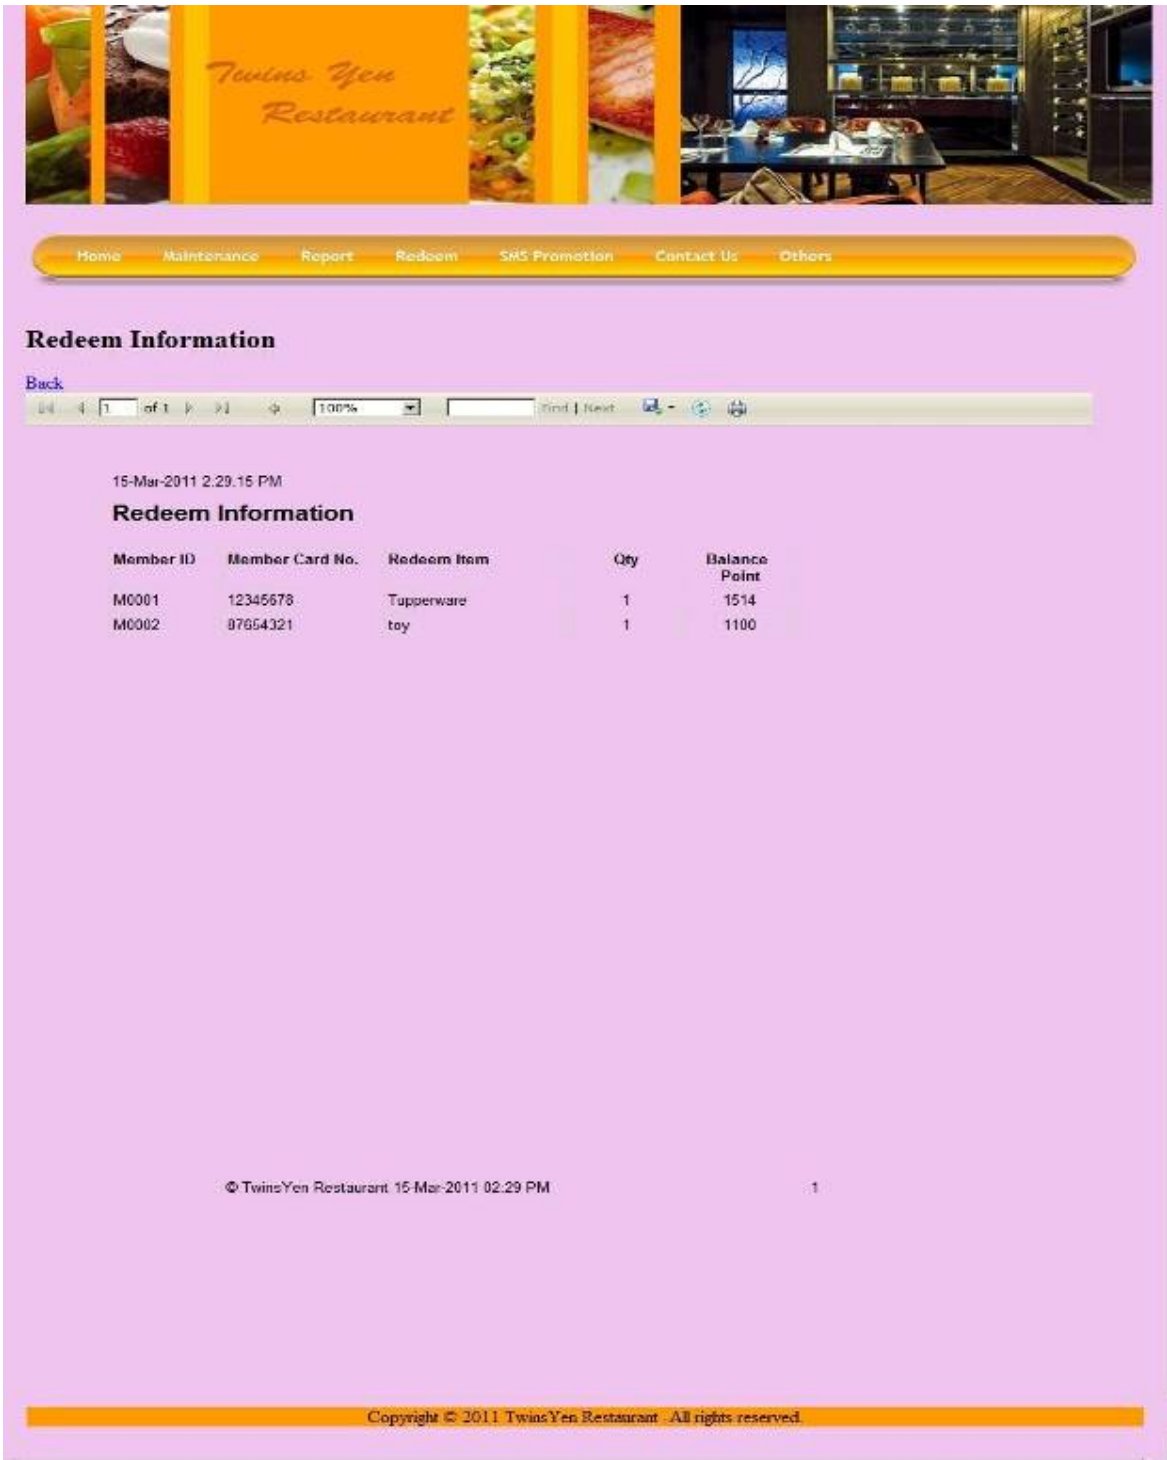 Twins Yen
Restaurant
Home Maintenance Report Redeem SMS Promotion Contact Us Others
Redeem Information
Back
1 of 1 100% Find | Next
15-Mar-2011 2.29.15 PM
Redeem Information
Member ID Member Card No. Redeem Item Qty Balance
Point
M0001 12345678 Tupperware 1 1514
M0002 87654321 toy 1 1100
© TwinsYen Restaurant 15-Mar-2011 02:29 PM 1
Copyright © 2011 TwinsYen Restaurant . All rights reserved.